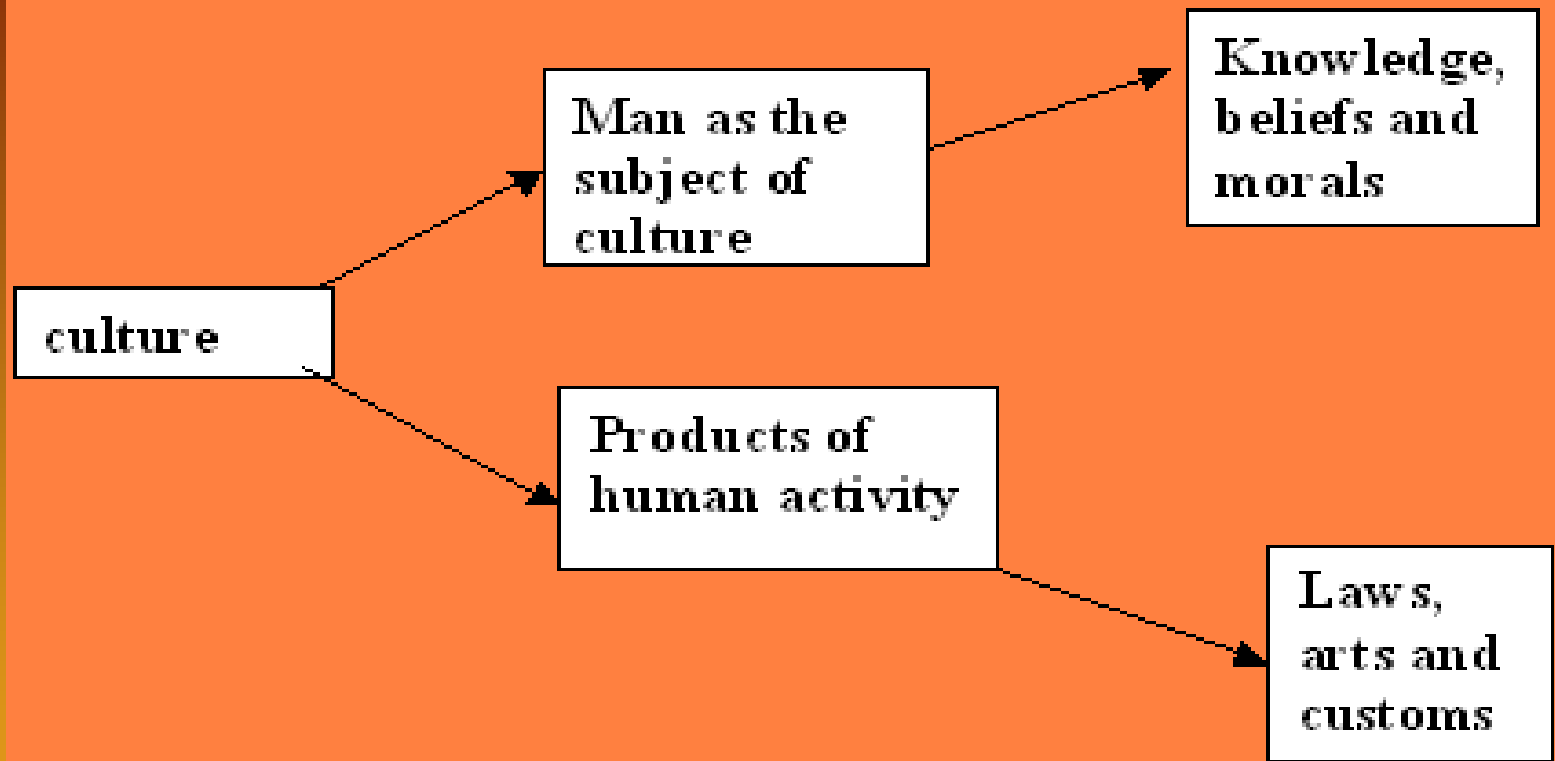 Knowledge,
beliefs and
morals
Man as the
subject of
culture
culture
Products of
human activity
Laws,
arts and
customs